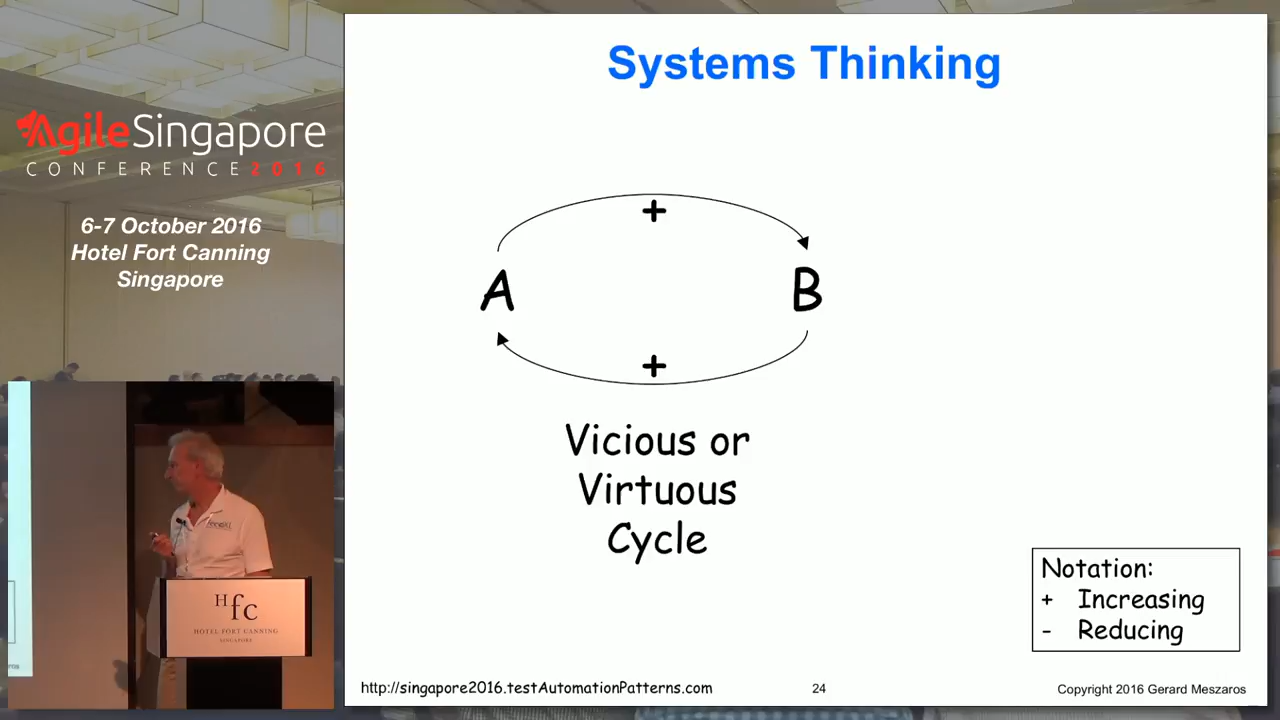 AgileSingapore
CONFERENCE 2016
6-7 October 2016
Hotel Fort Canning
Singapore
Systems Thinking
+
A
B
+
Vicious or
Virtuous
Cycle
Notation:
+ Increasing
- Reducing
Hfc
HOTEL FORT CANNING
SINGAPORE
http://singapore2016.testAutomationPatterns.com
24
Copyright 2016 Gerard Meszaros